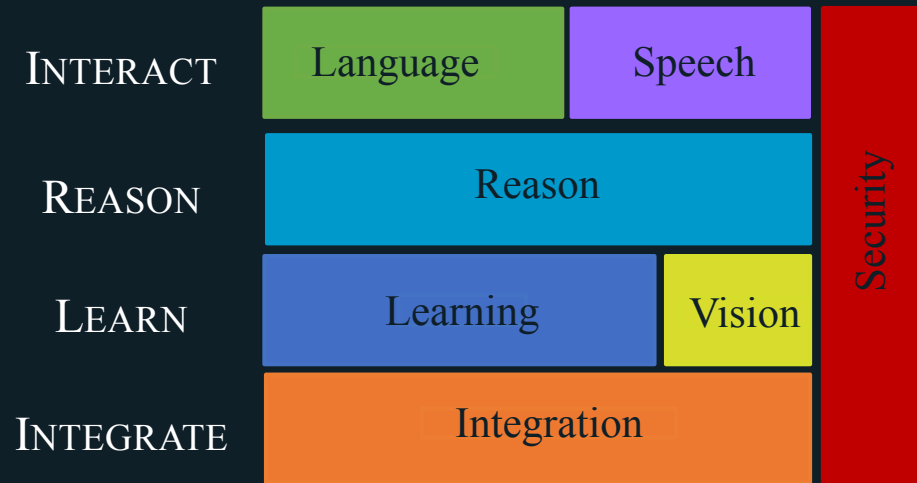 INTERACT
Language
Speech
REASON
Reason
LEARN
Learning
Vision
INTEGRATE
Integration
Security